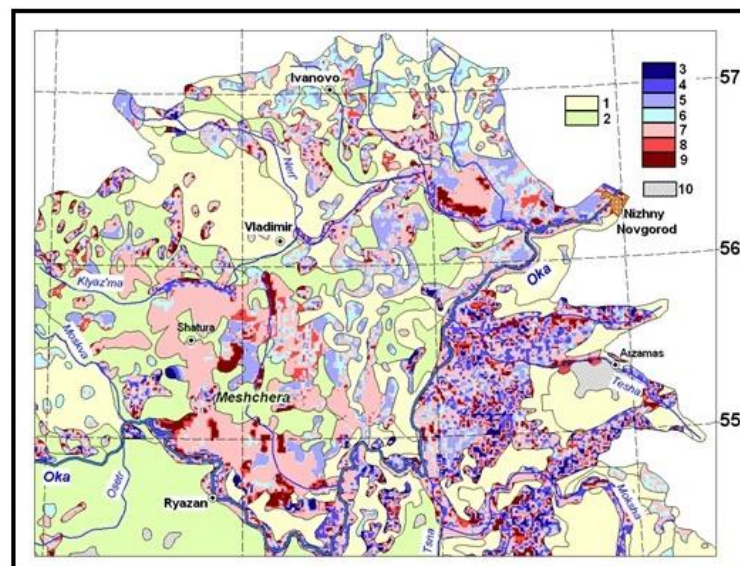 57
Ivanovo
1
2
3
4
5
6
7
8
9
10
Nerl'
Nizhny
Novgorod
Vladimir
56
Oka
Klyaz'ma
Shatura
Moskva
Arzamas
Tesha
Meshchera
55
Oka
Osetr
Ryazan
Tsna
Moksha